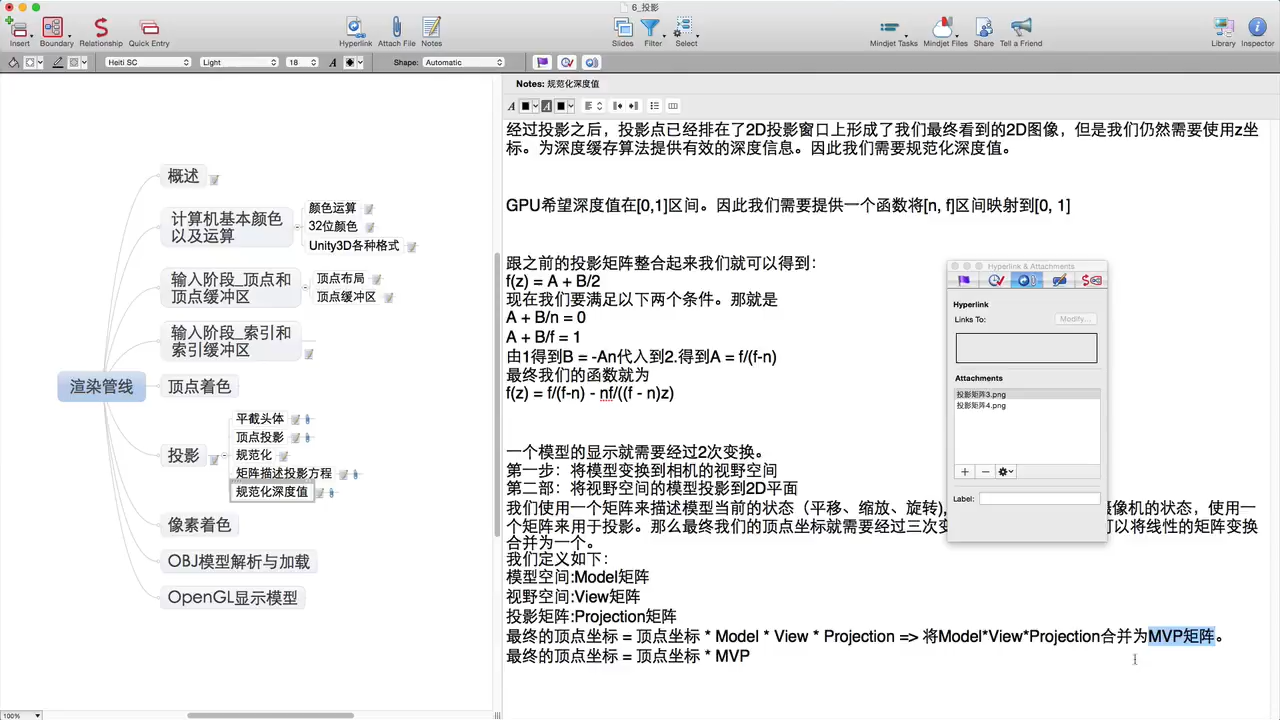 6_投影
Insert
Boundary
Relationship
Quick Entry
Hyperlink
Attach File
Notes
Slides
Filter
Select
Mindjet Tasks
Mindjet Files
Share
Tell a Friend
Library
Inspector
Heiti SC
Light
18
Shape:
Automatic
Notes: 规范化深度值
概述
计算机基本颜色
以及运算
颜色运算
32位颜色
Unity3D各种格式
输入阶段_顶点和
顶点缓冲区
顶点布局
顶点缓冲区
输入阶段_索引和
索引缓冲区
渲染管线
顶点着色
投影
平截头体
顶点投影
规范化
矩阵描述投影方程
规范化深度值
像素着色
OBJ模型解析与加载
OpenGL显示模型
100%
经过投影之后，投影点已经排在了2D投影窗口上形成了我们最终看到的2D图像，但是我们仍然需要使用z坐
标。为深度缓存算法提供有效的深度信息。因此我们需要规范化深度值。
GPU希望深度值在[0,1]区间。因此我们需要提供一个函数将[n, f]区间映射到[0, 1]
跟之前的投影矩阵整合起来我们就可以得到：
f(z) = A + B/2
现在我们要满足以下两个条件。那就是
A + B/n = 0
A + B/f = 1
由1得到B = -An代入到2.得到A = f/(f-n)
最终我们的函数就为
f(z) = f/(f-n) - nf/((f - n)z)
一个模型的显示就需要经过2次变换。
第一步：将模型变换到相机的视野空间
第二部：将视野空间的模型投影到2D平面
我们使用一个矩阵来描述模型当前的状态（平移、缩放、旋转),
摄像机的状态，使用一
个矩阵来用于投影。那么最终我们的顶点坐标就需要经过三次变
可以将线性的矩阵变换
合并为一个。
我们定义如下：
模型空间:Model矩阵
视野空间:View矩阵
投影矩阵:Projection矩阵
最终的顶点坐标 = 顶点坐标 * Model * View * Projection => 将Model*View*Projection合并为MVP矩阵。
最终的顶点坐标 = 顶点坐标 * MVP
Hyperlink & Attachments
Hyperlink
Links To:
Modify...
Attachments
投影矩阵3.png
投影矩阵4.png
Label: